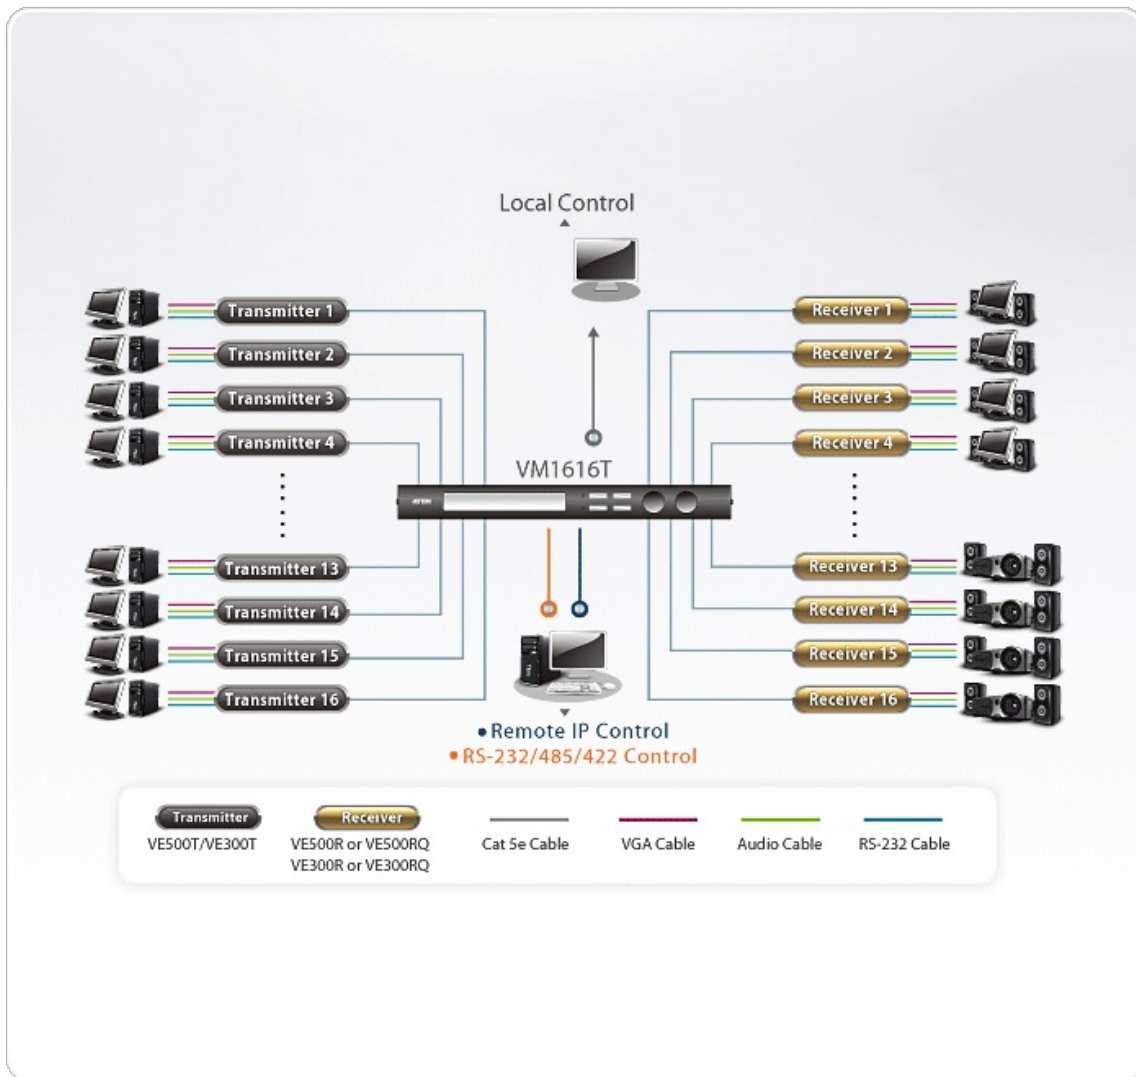 Local Control
Transmitter 1
Transmitter 2
Transmitter 3
Transmitter 4
Transmitter 13
Transmitter 14
Transmitter 15
Transmitter 16
VM1616T
ATEN
Receiver 1
Receiver 2
Receiver 3
Receiver 4
Receiver 13
Receiver 14
Receiver 15
Receiver 16
•Remote IP Control
•RS-232/485/422 Control
Transmitter
VE500T/VE300T
Receiver
VE500R or VE500RQ
VE300R or VE300RQ
Cat 5e Cable
VGA Cable
Audio Cable
RS-232 Cable